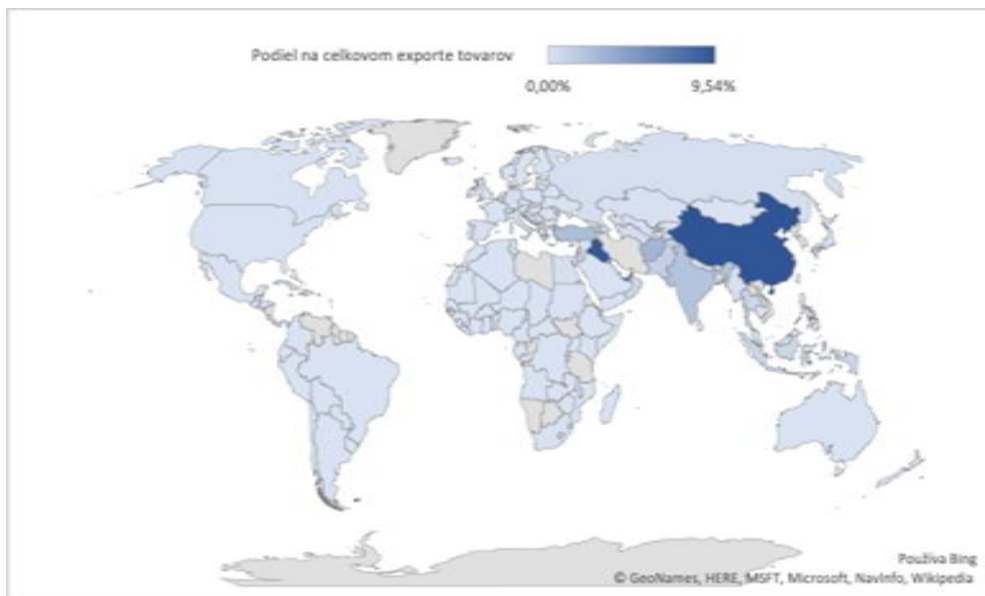 Podiel na celkovom exporte tovarov
0,00% 9,54%
Používa Bing
© GeoNames, HERE, MSFT, Microsoft, NavInfo, Wikipedia